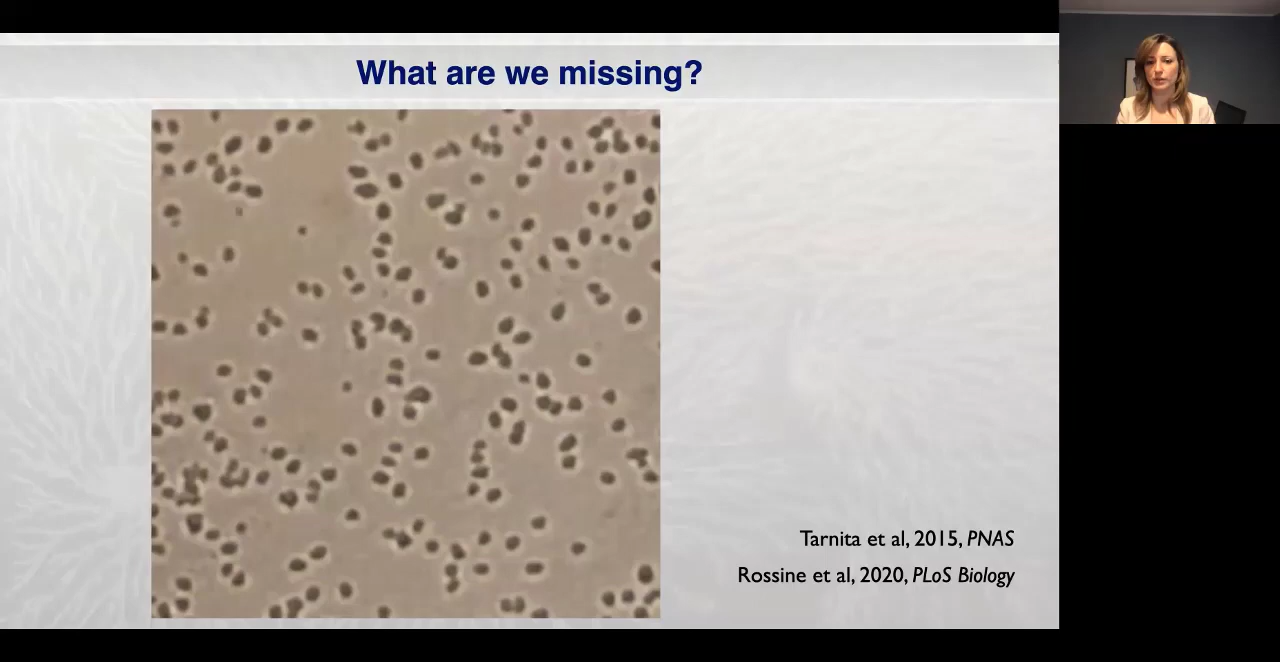 What are we missing?
Tarnita et al, 2015, PNAS
Rossine et al, 2020, PLoS Biology